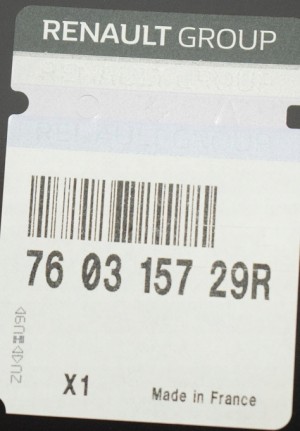 RENAULT GROUP
76 03 157 29R
X1
Made in France